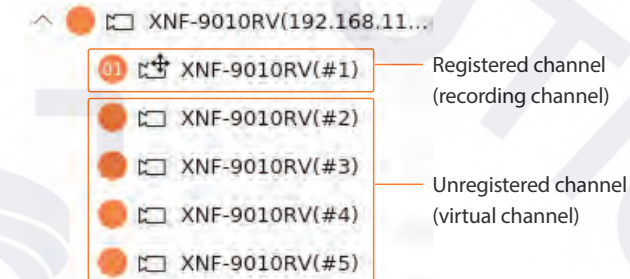 XNF-9010RV(192.168.11...
01 XNF-9010RV(#1)
Registered channel
(recording channel)
XNF-9010RV(#2)
XNF-9010RV(#3)
XNF-9010RV(#4)
XNF-9010RV(#5)
Unregistered channel
(virtual channel)